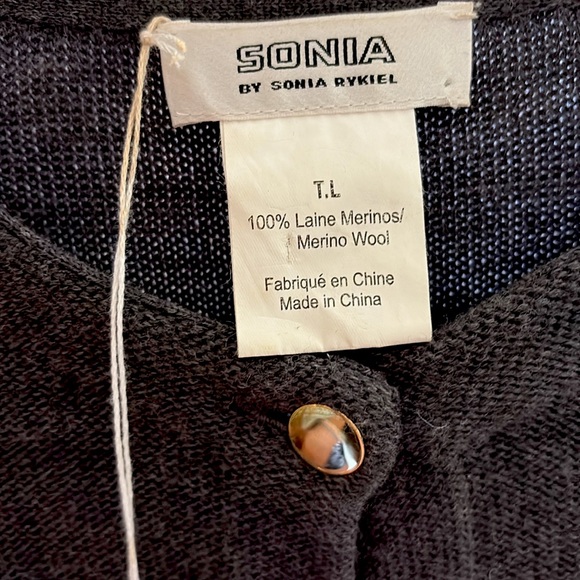 SONIA
BY SONIA RYKIEL
T.L
100% Laine Merinos/
Merino Wool
Fabriqué en Chine
Made in China